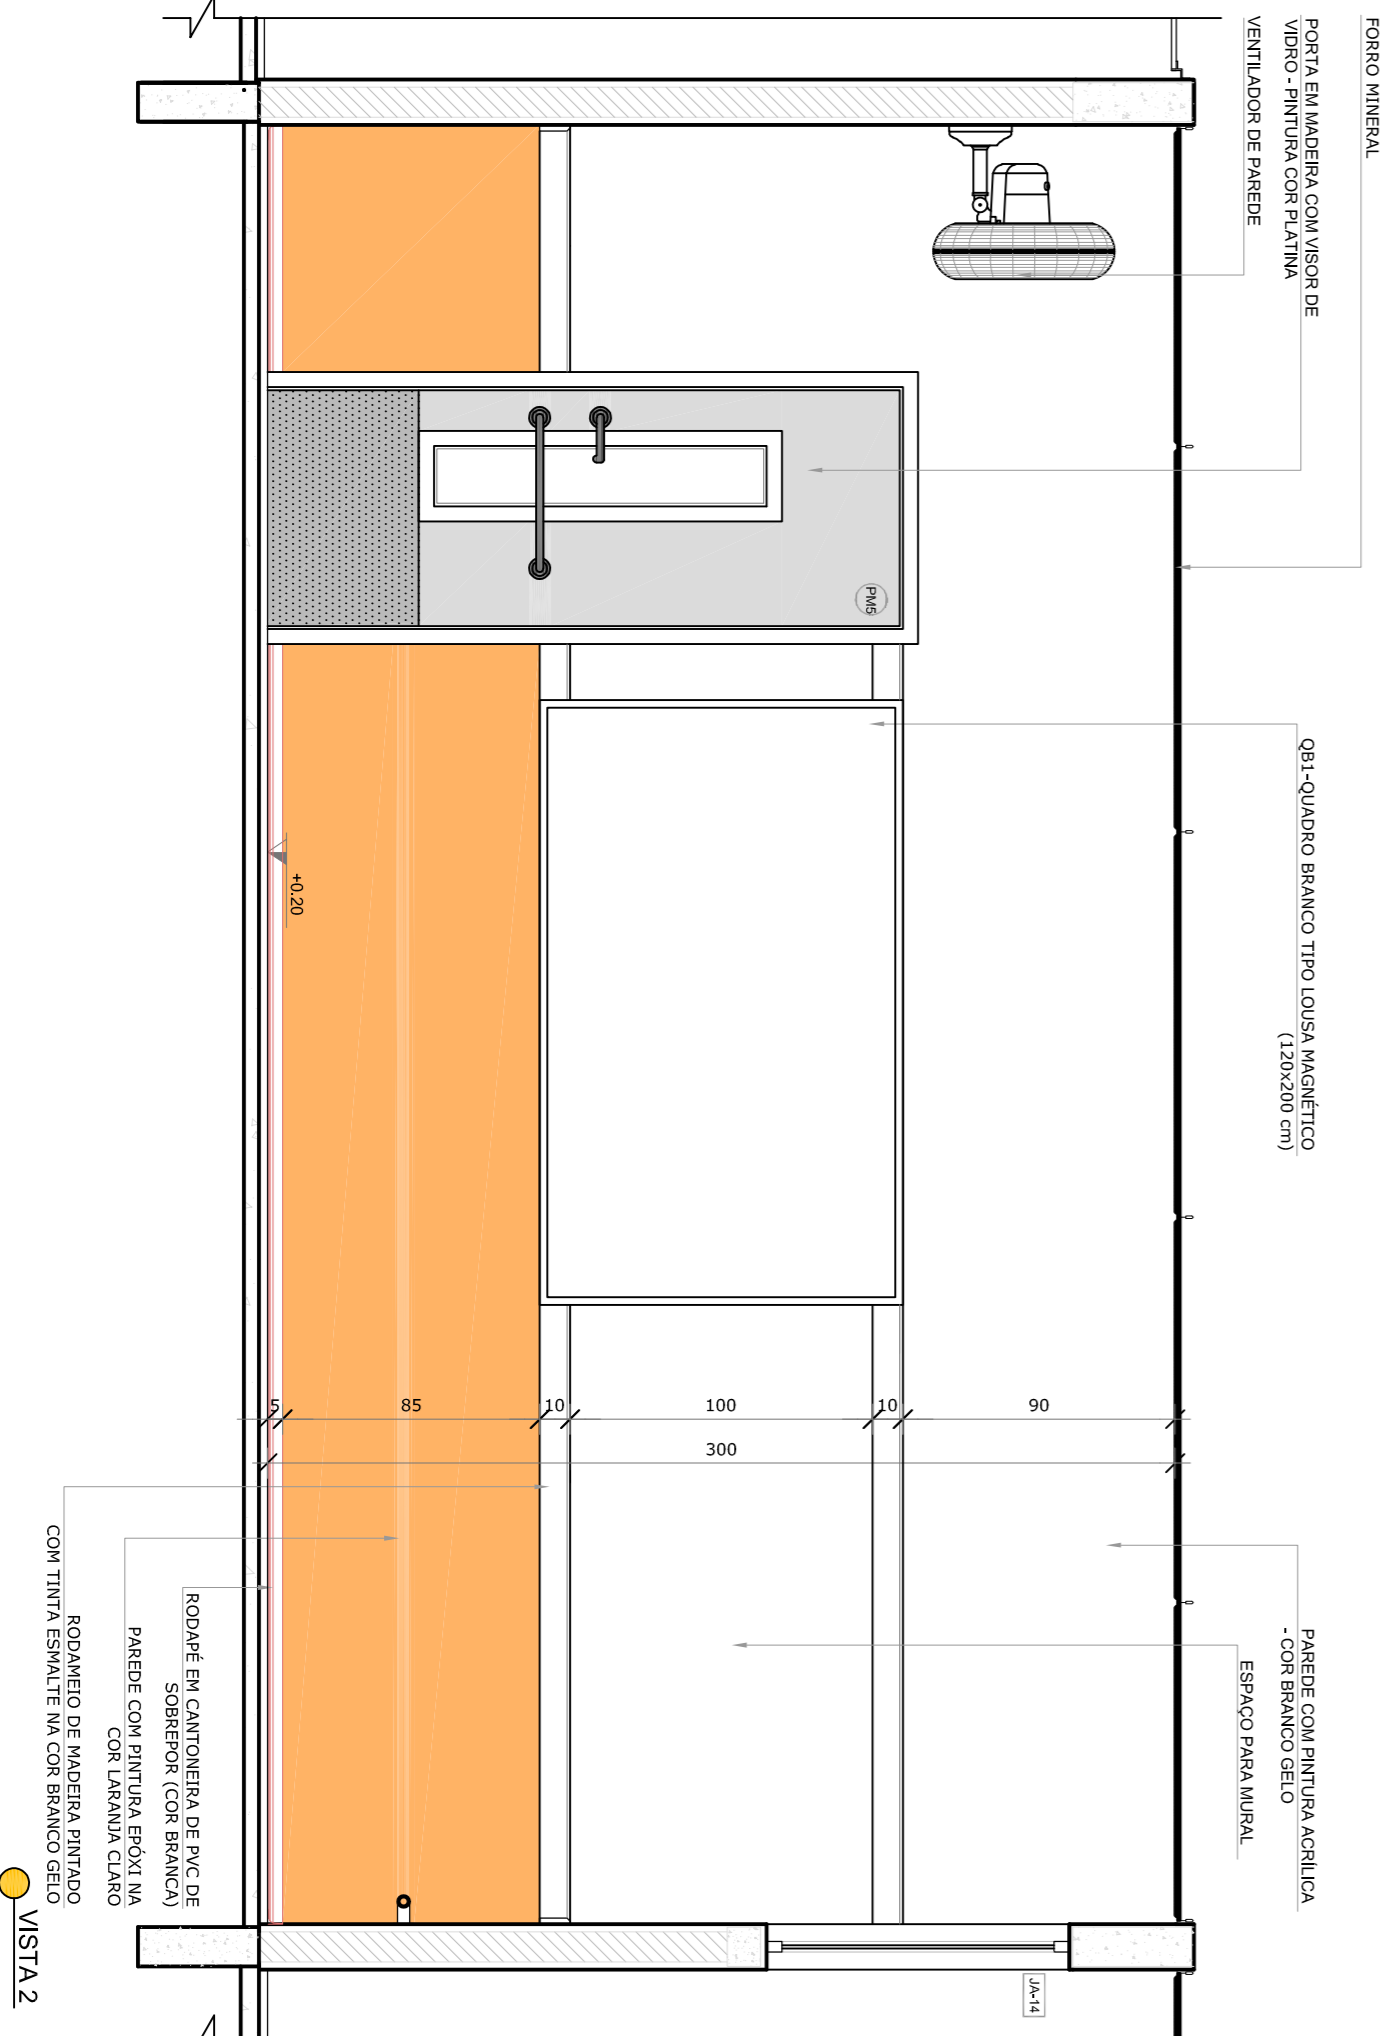 FORRO MINERAL
PORTA EM MADEIRA COM VISOR DE
VIDRO - PINTURA COR PLATINA
VENTILADOR DE PAREDE
QB1-QUADRO BRANCO TIPO LOUSA MAGNÉTICO
(120x200 cm)
PAREDE COM PINTURA ACRÍLICA
- COR BRANCO GELO
ESPAÇO PARA MURAL
JA-14
PM5
90
10
100
10
85
5
300
+0.20
RODAPÉ EM CANTONEIRA DE PVC DE
SOBREPOR (COR BRANCA)
PAREDE COM PINTURA EPÓXI NA
COR LARANJA CLARO
RODAMEIO DE MADEIRA PINTADO
COM TINTA ESMALTE NA COR BRANCO GELO
VISTA 2